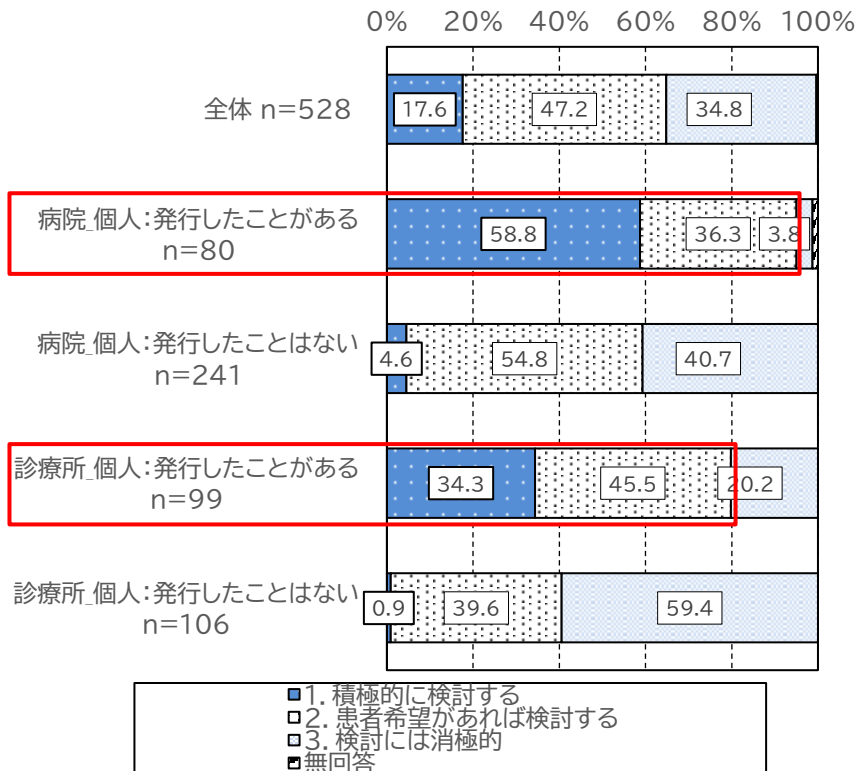 0% 20% 40% 60% 80% 100%
全体 n=528
17.6 47.2 34.8
病院_個人：発行したことがある
n=80
58.8 36.3 3.8
病院_個人：発行したことはない
n=241
4.6 54.8 40.7
診療所_個人：発行したことがある
n=99
34.3 45.5 20.2
診療所_個人：発行したことはない
n=106
0.9 39.6 59.4
1. 積極的に検討する
2. 患者希望があれば検討する
3. 検討には消極的
無回答